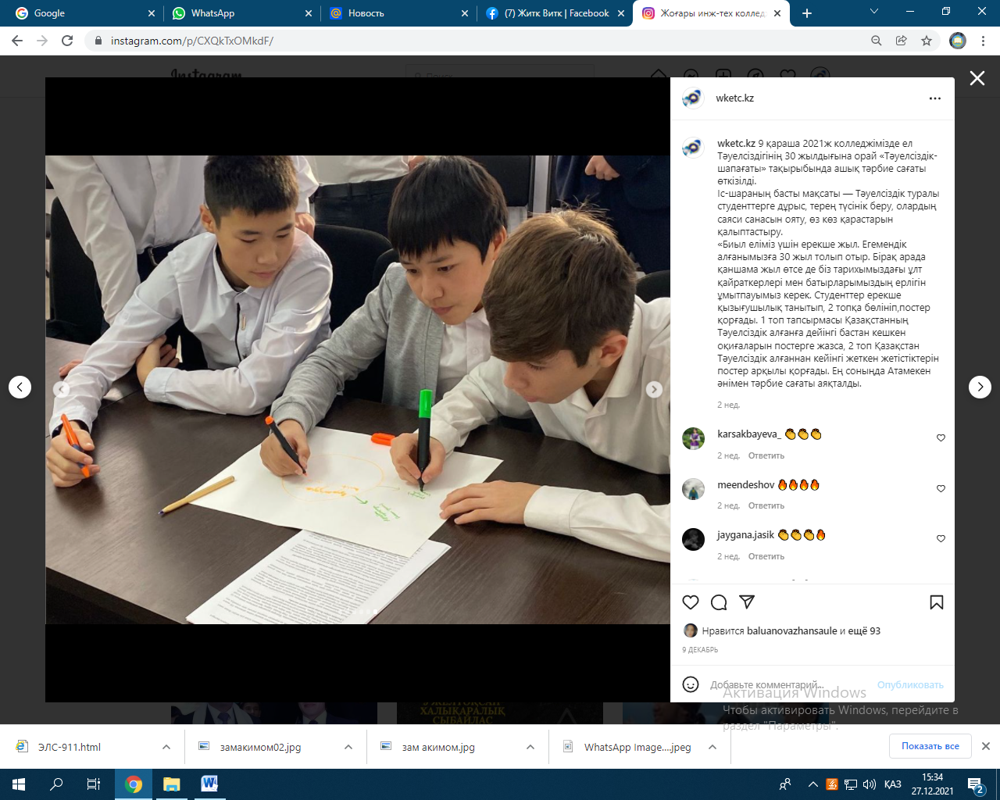 Google
WhatsApp
Новость
(7) Житк Витк | Facebook
Жоғары инж-тех коллед
instagram.com/p/CXQkTxOMkdF/
Instagram
Поиск
wketc.kz
wketc.kz 9 қараша 2021ж колледжімізде ел
Тәуелсіздігінің 30 жылдығына орай «Тәуелсіздік-
шапағаты» тақырыбында ашық тәрбие сағаты
өткізілді.
Іс-шараның басты мақсаты — Тәуелсіздік туралы
студенттерге дұрыс, терең түсінік беру, олардың
саяси санасын ояту, өз көз қарастарын
қалыптастыру.
«Биыл еліміз үшін ерекше жыл. Егемендік
алғанымызға 30 жыл толып отыр. Бірақ арада
қаншама жыл өтсе де біз тарихымыздағы ұлт
қайраткерлері мен батырларымыздың ерлігін
ұмытпауымыз керек. Студенттер ерекше
қызығушылық танытып, 2 топқа бөлініп,постер
қорғады. 1 топ тапсырмасы Қазақстанның
Тәуелсіздік алғанға дейінгі бастан кешкен
оқиғаларын постерге жазса, 2 топ Қазақстан
Тәуелсіздік алғаннан кейінгі жеткен жетістіктерін
постер арқылы қорғады. Ең соңында Атамекен
әнімен тәрбие сағаты аяқталды.
2 нед.
karsakbayeva_ 👏👏👏
2 нед. Ответить
meendeshov 🔥🔥🔥🔥
2 нед. Ответить
jaygana.jasik 👏👏👏🔥
2 нед. Ответить
Нравится baluanovazhansaule и ещё 93
9 ДЕКАБРЬ
Добавьте комментарий...
Опубликовать
Активация Windows
Чтобы активировать Windows, перейдите в
раздел "Параметры".
ЖЕЛТОҚСАН
ХАЛЫҚАРАЛЫҚ
СЫБАЙЛАС
ЭЛС-911.html
замакимом02.jpg
зам акимом.jpg
WhatsApp Image....jpeg
Показать все
ҚАЗ
15:34
27.12.2021
2